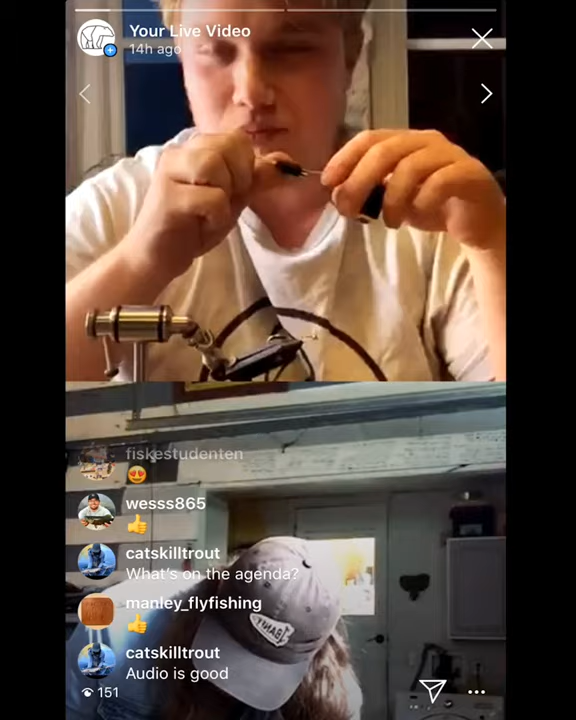 Your Live Video
14h ago
fiskestudenten
😍
wesss865
👍
catskilltrout
What's on the agenda?
manley_flyfishing
👍
catskilltrout
Audio is good
151